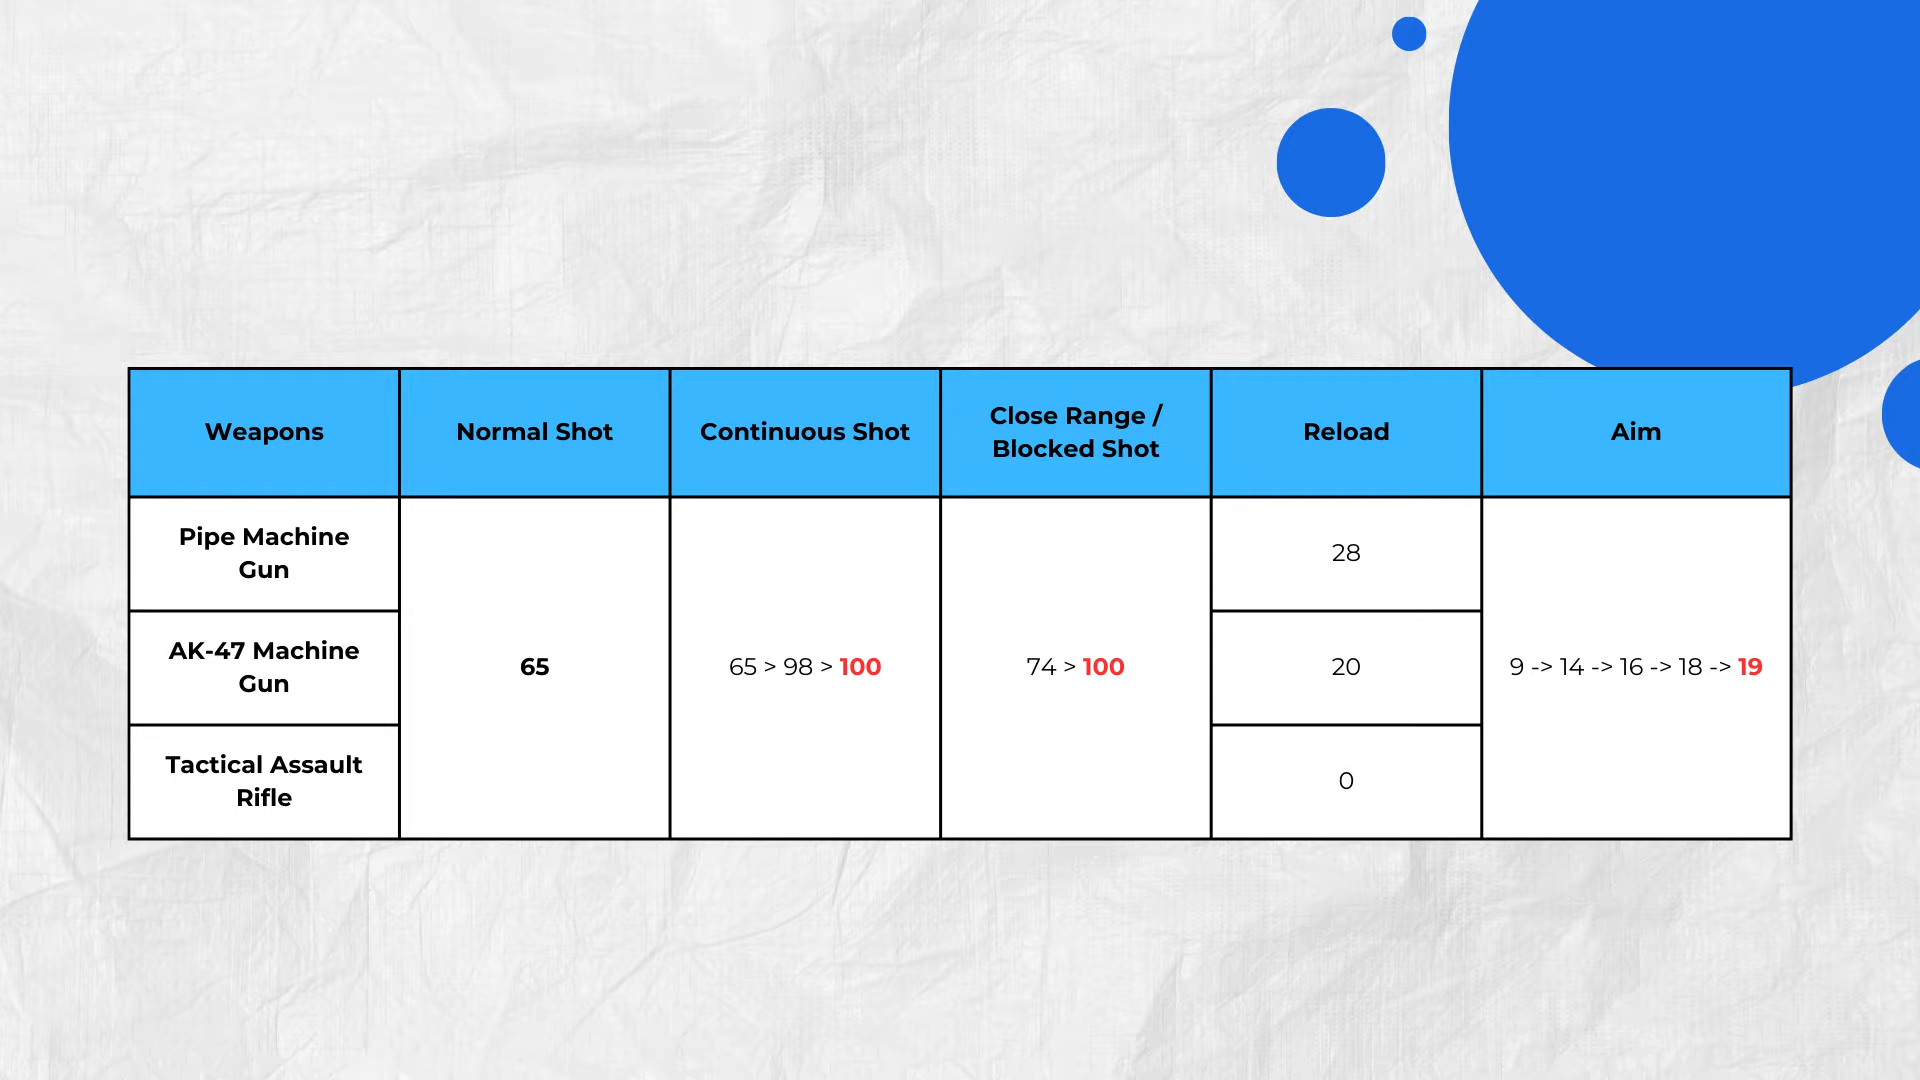 Weapons
Normal Shot
Continuous Shot
Close Range /
Blocked Shot
Reload
Aim
Pipe Machine
Gun
65
65 > 98 > 100
74 > 100
28
9 -> 14 -> 16 -> 18 -> 19
AK-47 Machine
Gun
20
Tactical Assault
Rifle
0